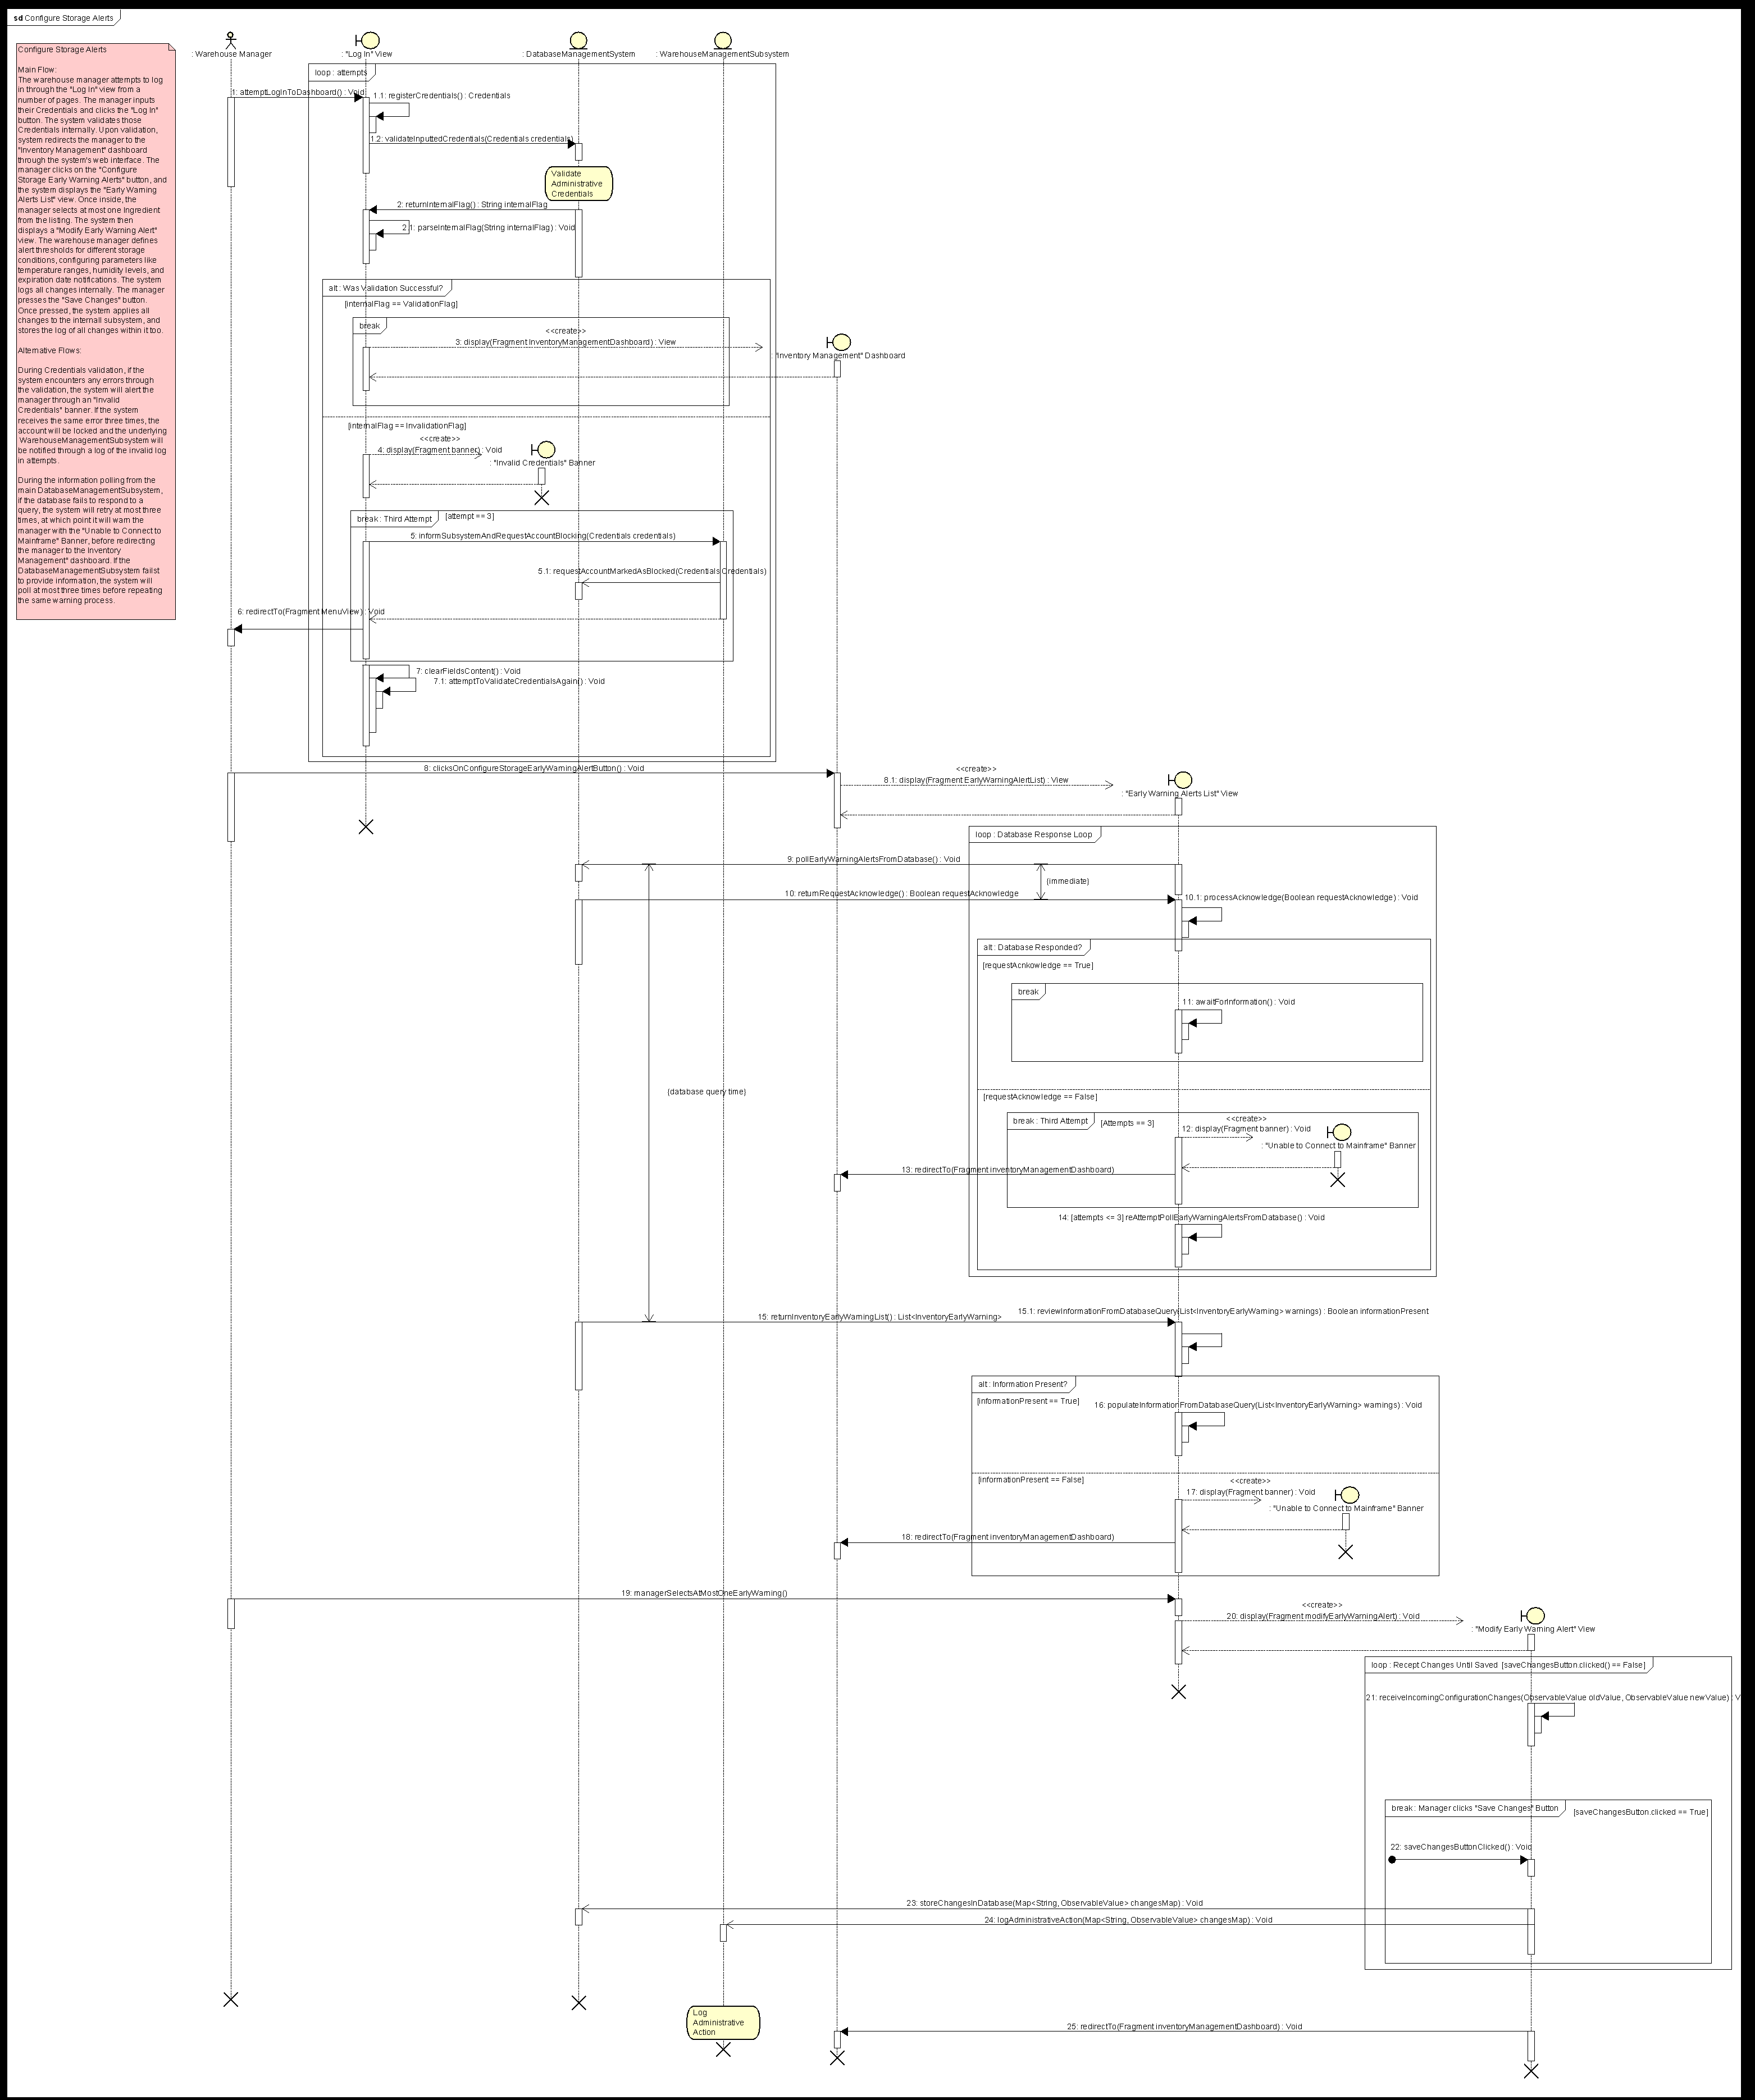 sd Configure Storage Alerts
Configure Storage Alerts
Main Flow:
The warehouse manager attempts to log
in through the "Log In" view from a
number of pages. The manager inputs
their Credentials and clicks the "Log In"
button. The system validates those
Credentials internally. Upon validation,
system redirects the manager to the
"Inventory Management" dashboard
through the system's web interface. The
manager clicks on the "Configure
Storage Early Warning Alerts" button, and
the system displays the "Early Warning
Alerts List" view. Once inside, the
manager selects at most one Ingredient
from the listing. The system then
displays a "Modify Early Warning Alert"
view. The warehouse manager defines
alert thresholds for different storage
conditions, configuring parameters like
temperature ranges, humidity levels, and
expiration date notifications. The system
logs all changes internally. The manager
presses the "Save Changes" button.
Once pressed, the system applies all
changes to the internall subsystem, and
stores the log of all changes within it too.
Alternative Flows:
During Credentials validation, if the
system encounters any errors through
the validation, the system will alert the
manager through an "Invalid
Credentials" banner. If the system
receives the same error three times, the
account will be locked and the underlying
WarehouseManagementSubsystem will
be notified through a log of the invalid log
in attempts.
During the information polling from the
main DatabaseManagementSubsystem,
if the database fails to respond to a
query, the system will retry at most three
times, at which point it will warn the
manager with the "Unable to Connect to
Mainframe" Banner, before redirecting
the manager to the Inventory
Management" dashboard. If the
DatabaseManagementSubsystem failst
to provide information, the system will
poll at most three times before repeating
the same warning process.
: Warehouse Manager
: "Log In" View
: DatabaseManagementSystem
: WarehouseManagementSubsystem
loop : attempts
1: attemptLogInToDashboard() : Void
1.1: registerCredentials() : Credentials
1.2: validateInputtedCredentials(Credentials credentials)
Validate
Administrative
Credentials
2: returnInternalFlag() : String internalFlag
2.1: parseInternalFlag(String internalFlag) : Void
alt : Was Validation Successful?
[internalFlag == ValidationFlag]
break
<<create>>
3: display(Fragment InventoryManagementDashboard) : View
: "Inventory Management" Dashboard
[internalFlag == InvalidationFlag]
<<create>>
4: display(Fragment banner) : Void
: "Invalid Credentials" Banner
break : Third Attempt
[attempt == 3]
5: informSubsystemAndRequestAccountBlocking(Credentials credentials)
5.1: requestAccountMarkedAsBlocked(Credentials Credentials)
6: redirectTo(Fragment MenuView) : Void
7: clearFieldsContent() : Void
7.1: attemptToValidateCredentialsAgain() : Void
8: clicksOnConfigureStorageEarlyWarningAlertButton() : Void
<<create>>
8.1: display(Fragment EarlyWarningAlertList) : View
: "Early Warning Alerts List" View
loop : Database Response Loop
9: pollEarlyWarningAlertsFromDatabase() : Void
{immediate}
10: returnRequestAcknowledge() : Boolean requestAcknowledge
10.1: processAcknowledge(Boolean requestAcknowledge) : Void
alt : Database Responded?
[requestAcnkowledge == True]
break
11: awaitForInformation() : Void
{database query time}
[requestAcknowledge == False]
break : Third Attempt
[Attempts == 3]
<<create>>
12: display(Fragment banner) : Void
: "Unable to Connect to Mainframe" Banner
13: redirectTo(Fragment inventoryManagementDashboard)
14: [attempts <= 3] reAttemptPollEarlyWarningAlertsFromDatabase() : Void
15: returnInventoryEarlyWarningList() : List<InventoryEarlyWarning>
15.1: reviewInformationFromDatabaseQuery(List<InventoryEarlyWarning> warnings) : Boolean informationPresent
alt : Information Present?
[informationPresent == True]
16: populateInformationFromDatabaseQuery(List<InventoryEarlyWarning> warnings) : Void
[informationPresent == False]
<<create>>
17: display(Fragment banner) : Void
: "Unable to Connect to Mainframe" Banner
18: redirectTo(Fragment inventoryManagementDashboard)
19: managerSelectsAtMostOneEarlyWarning()
<<create>>
20: display(Fragment modifyEarlyWarningAlert) : Void
: "Modify Early Warning Alert" View
loop : Recept Changes Until Saved [saveChangesButton.clicked() == False]
21: receiveIncomingConfigurationChanges(ObservableValue oldValue, ObservableValue newValue) : V
break : Manager clicks "Save Changes" Button
[saveChangesButton.clicked == True]
22: saveChangesButtonClicked() : Void
23: storeChangesInDatabase(Map<String, ObservableValue> changesMap) : Void
24: logAdministrativeAction(Map<String, ObservableValue> changesMap) : Void
Log
Administrative
Action
25: redirectTo(Fragment inventoryManagementDashboard) : Void